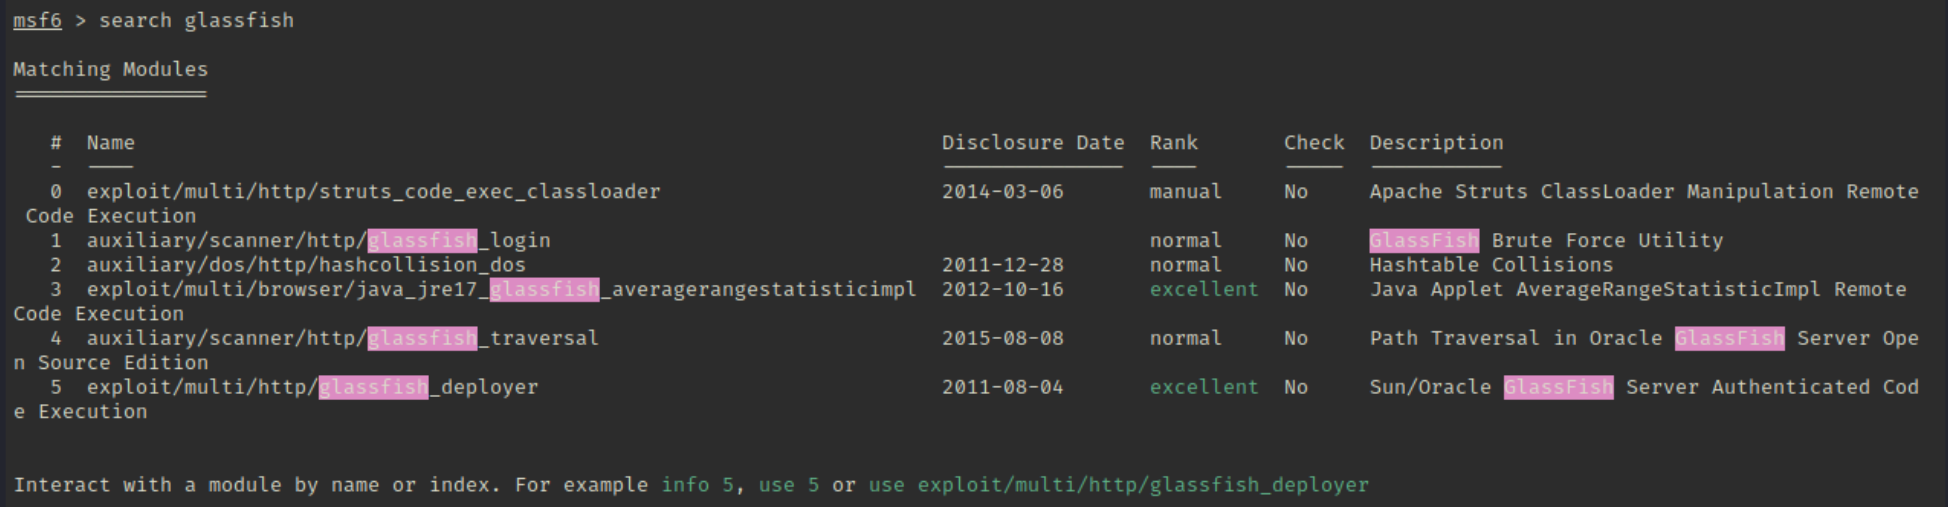 msf6 > search glassfish
Matching Modules
================
#  Name  Disclosure Date  Rank  Check  Description
-  ----  ---------------  ----  -----  -----------
0  exploit/multi/http/struts_code_exec_classloader  2014-03-06  manual  No  Apache Struts ClassLoader Manipulation Remote
Code Execution
1  auxiliary/scanner/http/glassfish_login  normal  No  GlassFish Brute Force Utility
2  auxiliary/dos/http/hashcollision_dos  2011-12-28  normal  No  Hashtable Collisions
3  exploit/multi/browser/java_jre17_glassfish_averagerangestatisticimpl  2012-10-16  excellent  No  Java Applet AverageRangeStatisticImpl Remote
Code Execution
4  auxiliary/scanner/http/glassfish_traversal  2015-08-08  normal  No  Path Traversal in Oracle GlassFish Server Ope
n Source Edition
5  exploit/multi/http/glassfish_deployer  2011-08-04  excellent  No  Sun/Oracle GlassFish Server Authenticated Cod
e Execution
Interact with a module by name or index. For example info 5, use 5 or use exploit/multi/http/glassfish_deployer